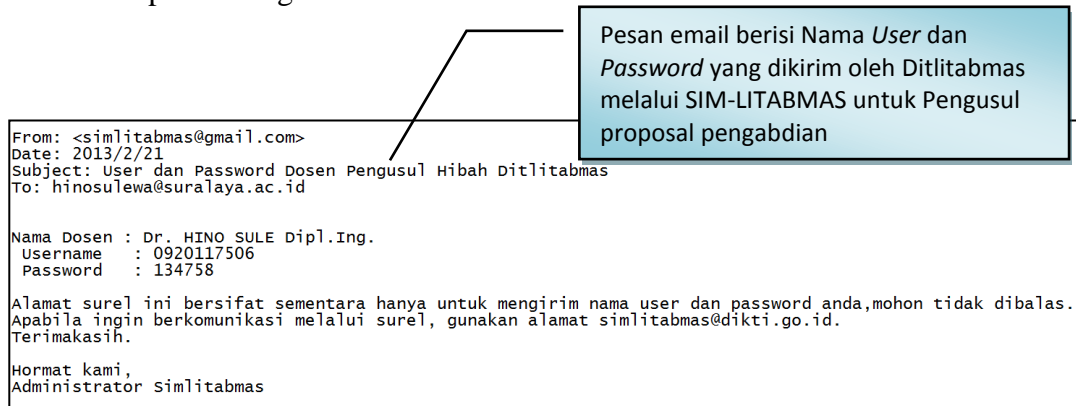 Pesan email berisi Nama User dan
Password yang dikirim oleh Ditlitabmas
melalui SIM-LITABMAS untuk Pengusul
proposal pengabdian
From: <simlitabmas@gmail.com>
Date: 2013/2/21
Subject: User dan Password Dosen Pengusul Hibah Ditlitabmas
To: hinosulewa@suralaya.ac.id
Nama Dosen : Dr. HINO SULE Dipl.Ing.
Username : 0920117506
Password : 134758
Alamat surel ini bersifat sementara hanya untuk mengirim nama user dan password anda,mohon tidak dibalas.
Apabila ingin berkomunikasi melalui surel, gunakan alamat simlitabmas@dikti.go.id.
Terimakasih.
Hormat kami,
Administrator Simlitabmas